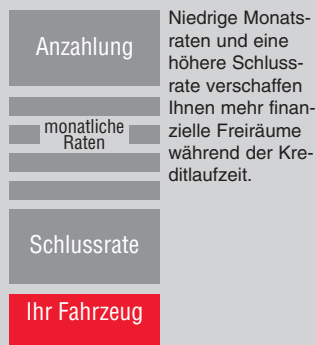 Anzahlung
monatliche
Raten
Schlussrate
Ihr Fahrzeug
Niedrige Monats-
raten und eine
höhere Schluss-
rate verschaffen
Ihnen mehr finan-
zielle Freiräume
während der Kre-
ditlaufzeit.